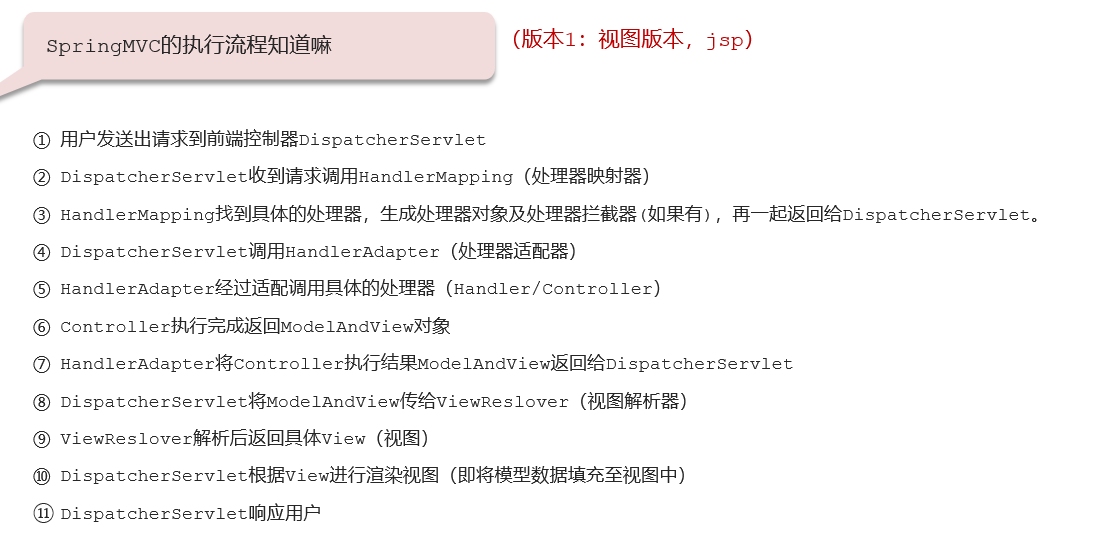 SpringMVC的执行流程知道嘛
（版本1：视图版本，jsp）
① 用户发送出请求到前端控制器DispatcherServlet
② DispatcherServlet收到请求调用HandlerMapping（处理器映射器）
③ HandlerMapping找到具体的处理器，生成处理器对象及处理器拦截器(如果有)，再一起返回给DispatcherServlet。
④ DispatcherServlet调用HandlerAdapter（处理器适配器）
⑤ HandlerAdapter经过适配调用具体的处理器（Handler/Controller）
⑥ Controller执行完成返回ModelAndView对象
⑦ HandlerAdapter将Controller执行结果ModelAndView返回给DispatcherServlet
⑧ DispatcherServlet将ModelAndView传给ViewReslover（视图解析器）
⑨ ViewReslover解析后返回具体View（视图）
⑩ DispatcherServlet根据View进行渲染视图（即将模型数据填充至视图中）
⑪ DispatcherServlet响应用户